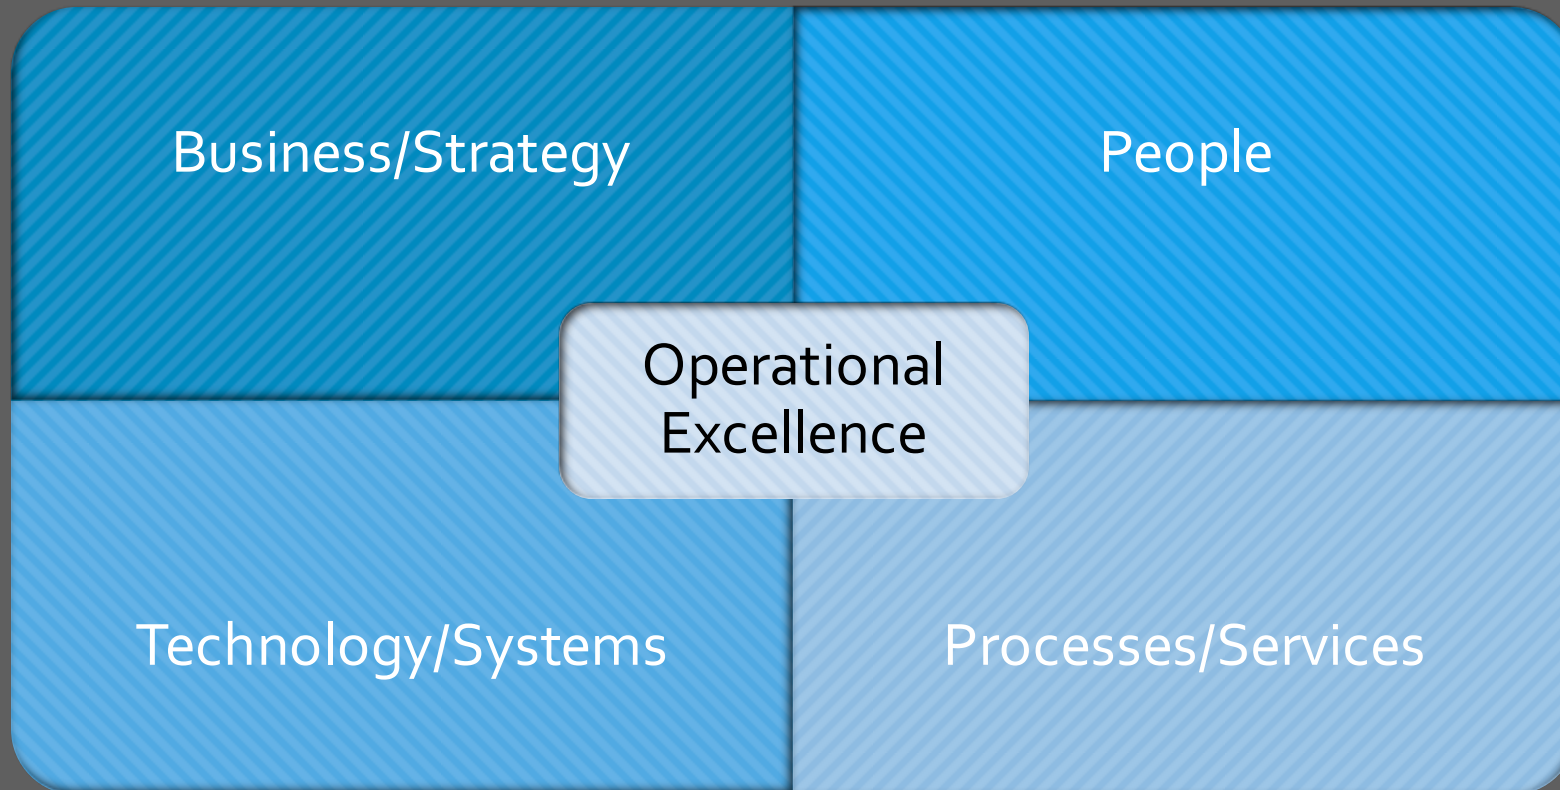 Business/Strategy
People
Operational
Excellence
Technology/Systems
Processes/Services